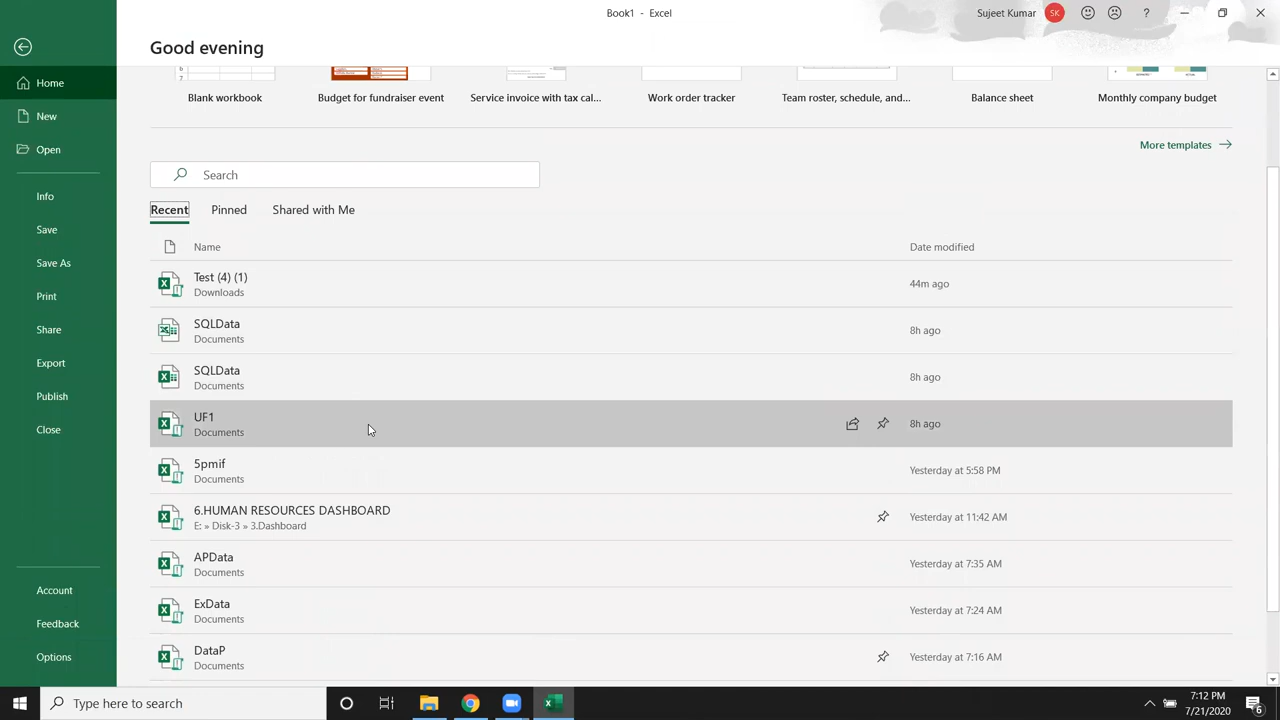 Book1 - Excel
Sujeet Kumar SK ?
Good evening
6
7
Blank workbook
Budget for fundraiser event
Service invoice with tax cal...
Work order tracker
Team roster, schedule, and...
Balance sheet
Monthly company budget
More templates
Home
New
Open
Info
Save
Save As
Print
Share
Export
Publish
Close
Account
Feedback
Options
Search
Recent Pinned Shared with Me
Name Date modified
Test (4) (1)
Downloads
44m ago
SQLData
Documents
8h ago
SQLData
Documents
8h ago
UF1
Documents
8h ago
5pmif
Documents
Yesterday at 5:58 PM
6.HUMAN RESOURCES DASHBOARD
E: » Disk-3 » 3.Dashboard
Yesterday at 11:42 AM
APData
Documents
Yesterday at 7:35 AM
ExData
Documents
Yesterday at 7:24 AM
DataP
Documents
Yesterday at 7:16 AM
Type here to search
7:12 PM
7/21/2020
6